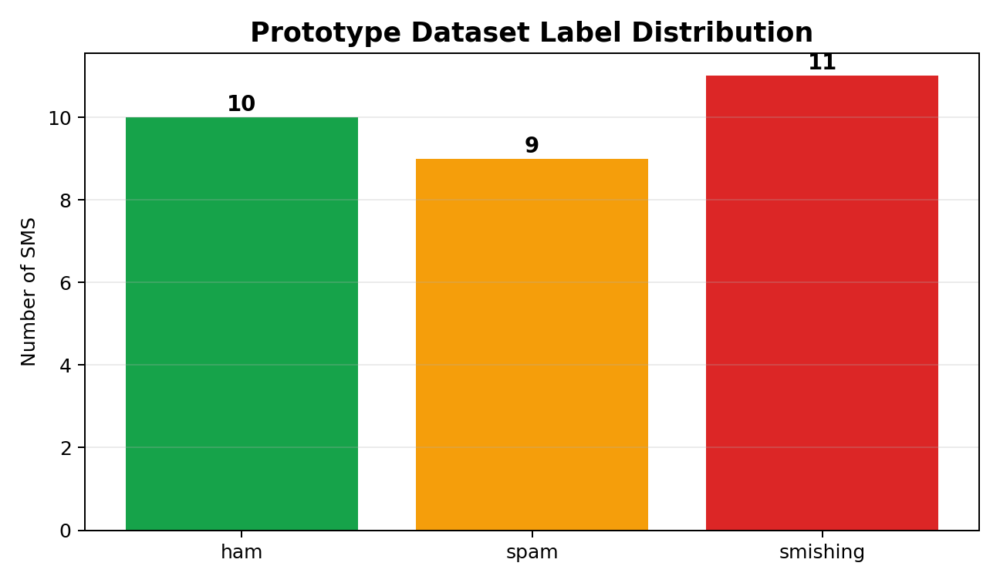 Prototype Dataset Label Distribution
11
10
9
10
8
6
4
2
0
Number of SMS
ham
spam
smishing